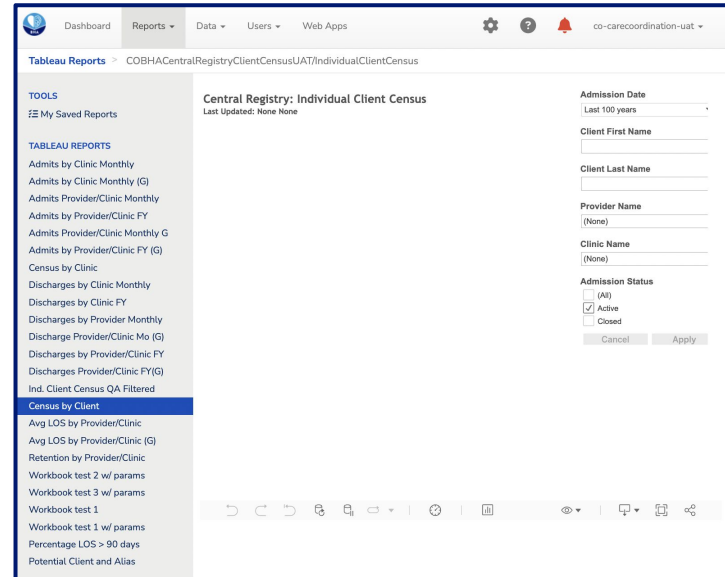 Dashboard Reports Data Users Web Apps co-carecoordination-uat
BHA
Tableau Reports > COBHACentralRegistryClientCensusUAT/IndividualClientCensus
TOOLS
My Saved Reports
TABLEAU REPORTS
Admits by Clinic Monthly
Admits by Clinic Monthly (G)
Admits Provider/Clinic Monthly
Admits by Provider/Clinic FY
Admits Provider/Clinic Monthly G
Admits by Provider/Clinic FY (G)
Census by Clinic
Discharges by Clinic Monthly
Discharges by Clinic FY
Discharges by Provider Monthly
Discharge Provider/Clinic Mo (G)
Discharges by Provider/Clinic FY
Discharges Provider/Clinic FY(G)
Ind. Client Census QA Filtered
Census by Client
Avg LOS by Provider/Clinic
Avg LOS by Provider/Clinic (G)
Retention by Provider/Clinic
Workbook test 2 w/ params
Workbook test 3 w/ params
Workbook test 1
Workbook test 1 w/ params
Percentage LOS > 90 days
Potential Client and Alias
Central Registry: Individual Client Census
Last Updated: None None
Admission Date
Last 100 years
Client First Name
Client Last Name
Provider Name
(None)
Clinic Name
(None)
Admission Status
(All)
Active
Closed
Cancel Apply